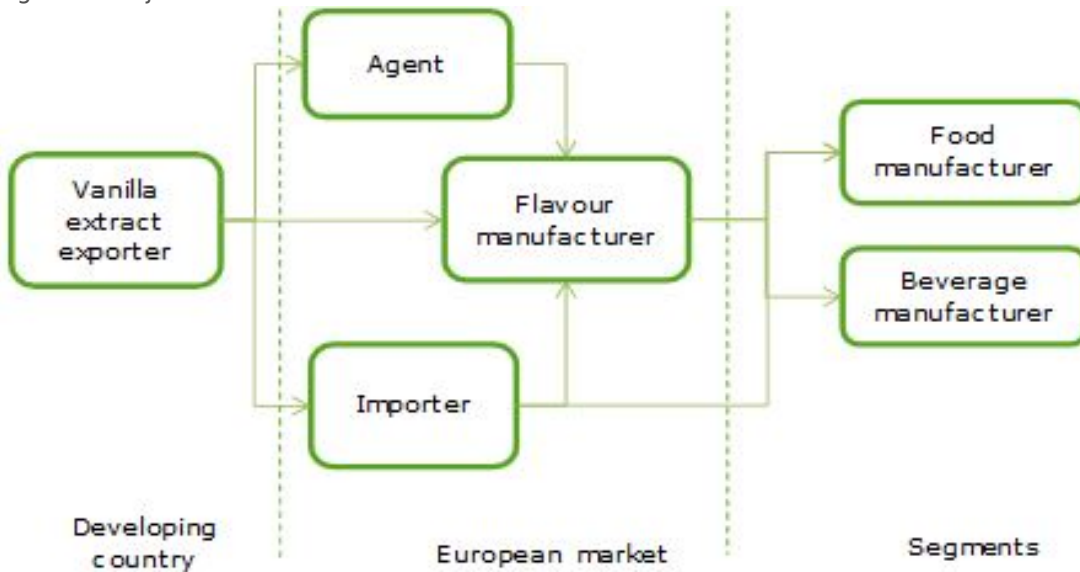 Agent
Food
manufacturer
Vanilla
extract
exporter
Flavour
manufacturer
Beverage
manufacturer
Importer
Developing
country
European market
Segments